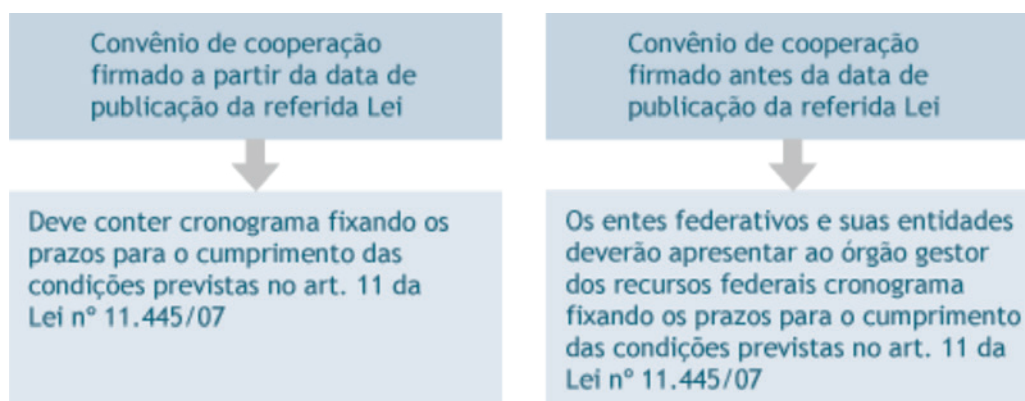 Convênio de cooperação
firmado a partir da data de
publicação da referida Lei
Deve conter cronograma fixando os
prazos para o cumprimento das
condições previstas no art. 11 da
Lei nº 11.445/07
Convênio de cooperação
firmado antes da data de
publicação da referida Lei
Os entes federativos e suas entidades
deverão apresentar ao órgão gestor
dos recursos federais cronograma
fixando os prazos para o cumprimento
das condições previstas no art. 11 da
Lei nº 11.445/07